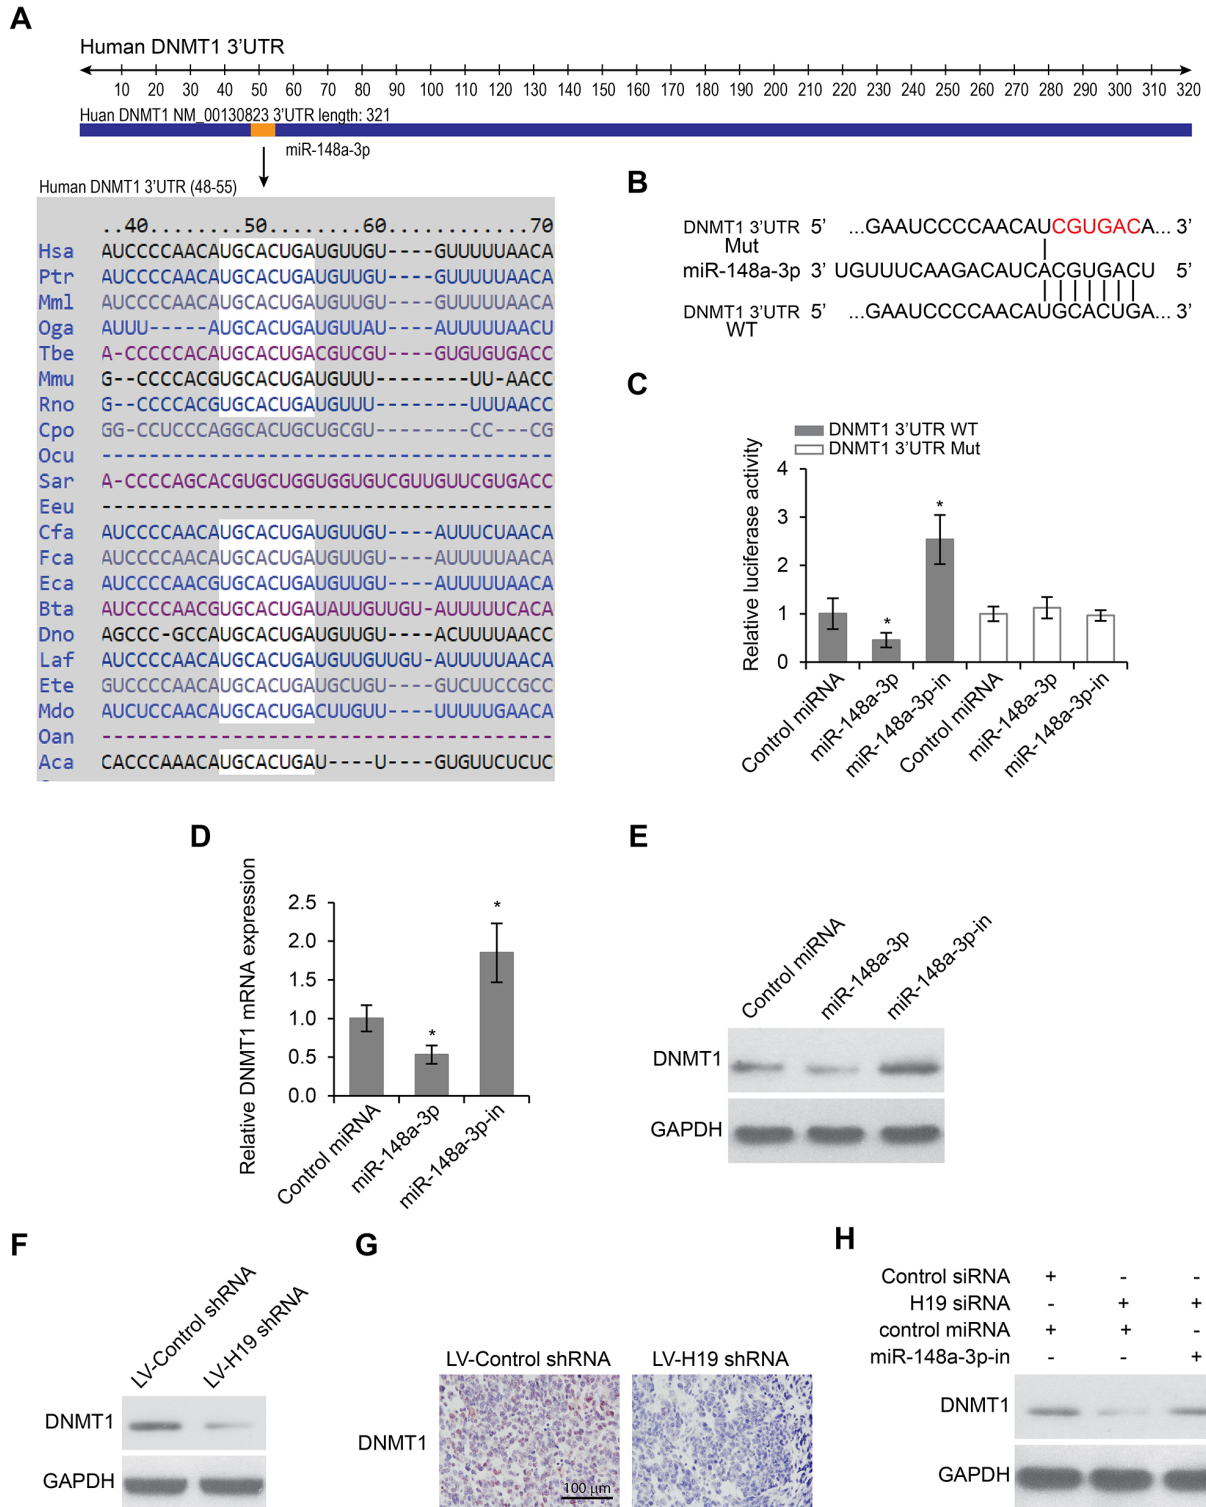 A
Human DNMT1 3'UTR
10 20 30 40 50 60 70 80 90 100 110 120 130 140 150 160 170 180 190 200 210 220 230 240 250 260 270 280 290 300 310 320
Huan DNMT1 NM_00130823 3'UTR length: 321
miR-148a-3p
Human DNMT1 3'UTR (48-55)
..40........50........60............70
Hsa AUCCCCAACAUGCACUGAUGUUGU----GUUUUUAACA
Ptr AUCCCCAACAUGCACUGAUGUUGU----GUUUUUAACA
Mml AUCCCCAACAUGCACUGAUGUUGU----GUUUUUAACA
Oga AUUU-----AUGCACUGAUGUUAU----AUUUUUAACU
Tbe A-CCCCCACAUGCACUGACGUCGU----GUGUGUGACC
Mmu G--CCCCACGUGCACUGAUGUUU--------UU-AACC
Rno G--CCCCACGUGCACUGAUGUUU--------UUUAACC
Cpo GG-CCUCCCAGGCACUGCUGCGU--------CC---CG
Ocu --------------------------------------
Sar A-CCCCAGCACGUGCUGGUGGUGUCGUUGUUCGUGACC
Eeu --------------------------------------
Cfa AUCCCCAACAUGCACUGAUGUUGU----AUUUCUAACA
Fca AUCCCCAACAUGCACUGAUGUUGU----AUUUUUAACA
Eca AUCCCCAACGUGCACUGAUGUUGU----AUUUUUAACA
Bta AUCCCCAACGUGCACUGAUAUUGUUGU-AUUUUUCACA
Dno AGCCC-GCCAUGCACUGAUGUUGU----ACUUUUAACC
Laf AUCCCCAACAUGCACUGAUGUUGUUGU-AUUUUUAACA
Ete GUCCCCAACAUGCACUGAUGCUGU----GUCUUCCGCC
Mdo AUCUCCAACAUGCACUGACUUGUU----UUUUUGAACA
Oan --------------------------------------
Aca CACCCAAACAUGCACUGAU----U----GUGUUCUCUC
B
DNMT1 3'UTR 5' ...GAAUCCCCAACAUCGUGACA... 3'
Mut
miR-148a-3p 3' UGUUUCAAGACAUCACGUGACU 5'
DNMT1 3'UTR 5' ...GAAUCCCCAACAUGCACUGA... 3'
WT
C
DNMT1 3'UTR WT
DNMT1 3'UTR Mut
Relative luciferase activity
4
3
2
1
0
* *
Control miRNA miR-148a-3p miR-148a-3p-in Control miRNA miR-148a-3p miR-148a-3p-in
D
Relative DNMT1 mRNA expression
2.5
2.0
1.5
1.0
0.5
0.0
* *
Control miRNA miR-148a-3p miR-148a-3p-in
E
Control miRNA miR-148a-3p miR-148a-3p-in
DNMT1
GAPDH
F
LV-Control shRNA LV-H19 shRNA
DNMT1
GAPDH
G
LV-Control shRNA LV-H19 shRNA
DNMT1
100 µm
H
Control siRNA + - -
H19 siRNA - + +
control miRNA + + -
miR-148a-3p-in - - +
DNMT1
GAPDH